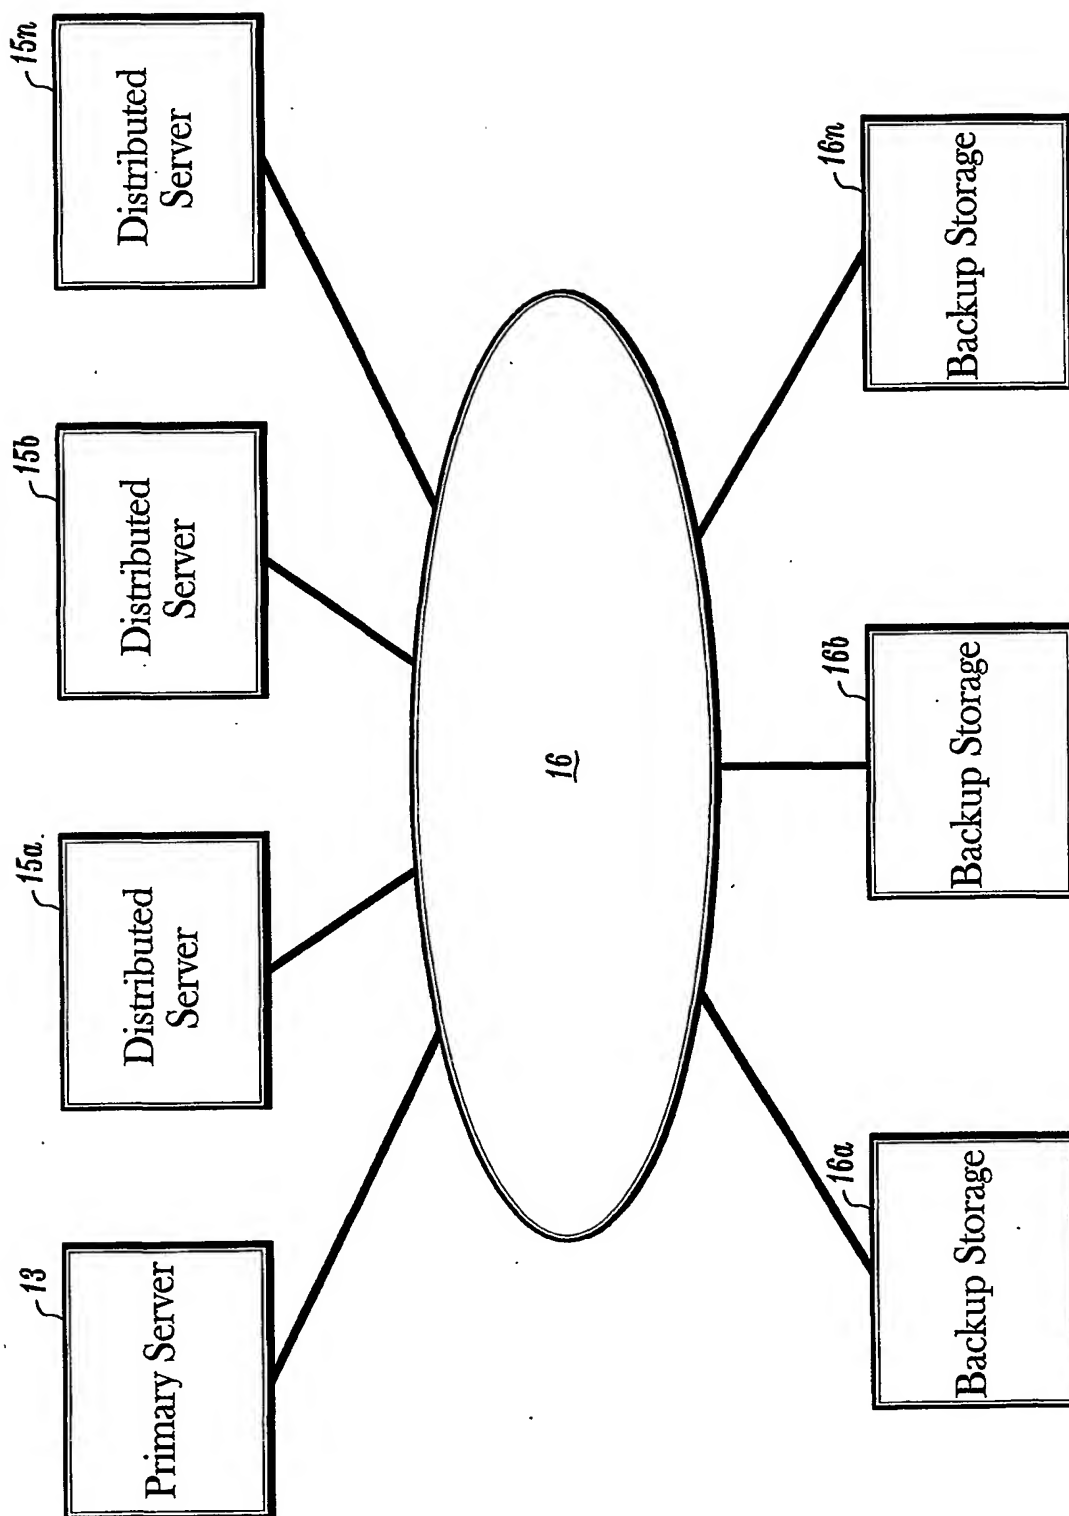 13
Primary Server
15a.
Distributed
Server
15b
Distributed
Server
15n
Distributed
Server
16
16a
Backup Storage
16b
Backup Storage
16n
Backup Storage